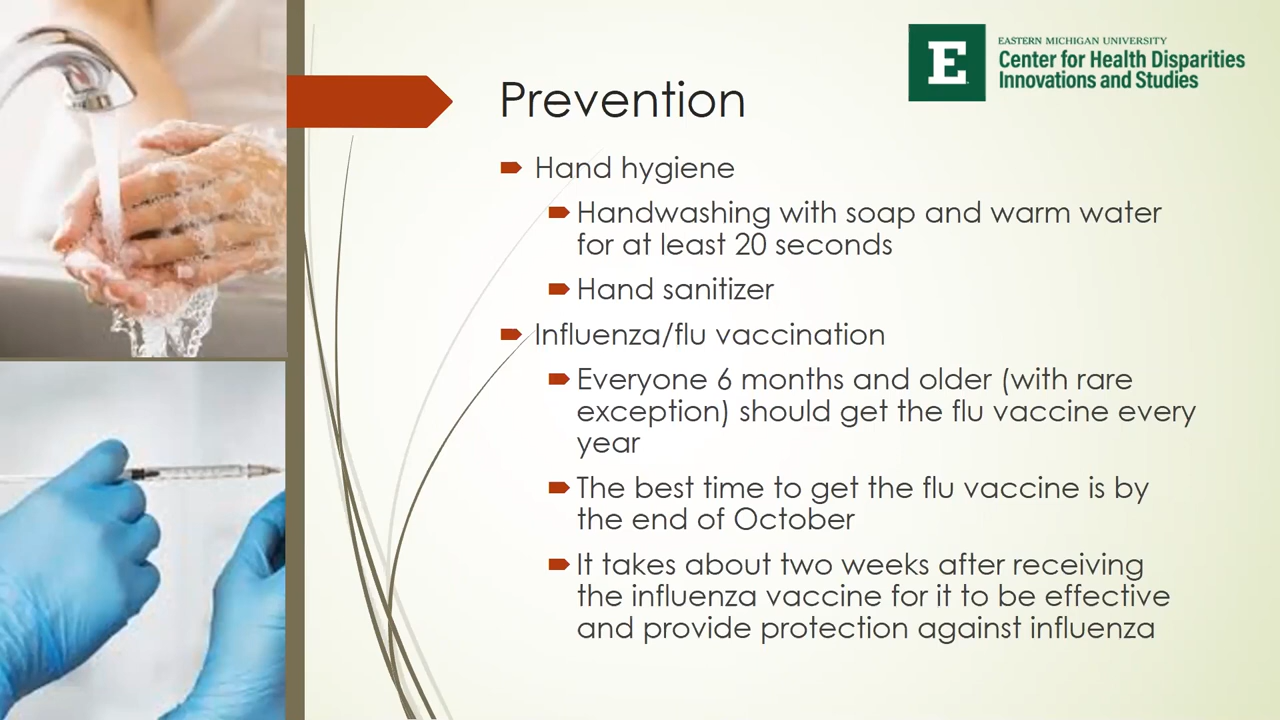 E
EASTERN MICHIGAN UNIVERSITY
Center for Health Disparities
Innovations and Studies
Prevention
Hand hygiene
Handwashing with soap and warm water
for at least 20 seconds
Hand sanitizer
Influenza/flu vaccination
Everyone 6 months and older (with rare
exception) should get the flu vaccine every
year
The best time to get the flu vaccine is by
the end of October
It takes about two weeks after receiving
the influenza vaccine for it to be effective
and provide protection against influenza